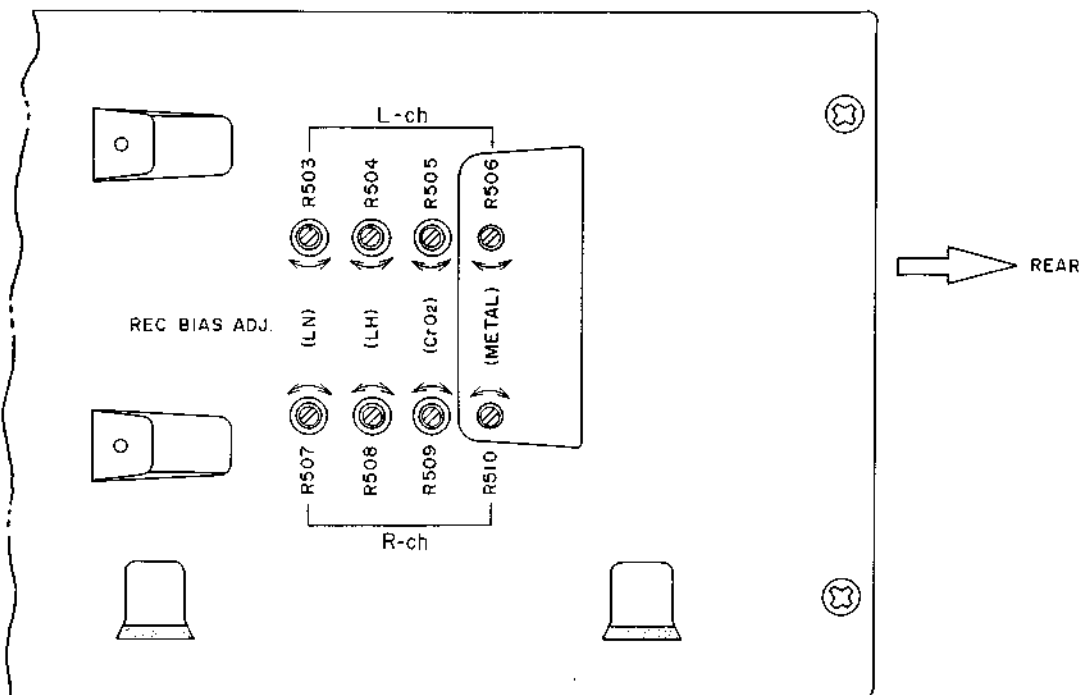 L-ch
R503
R504
R505
R506
REAR
REC BIAS ADJ.
(LN)
(LH)
(CrO2)
(METAL)
R507
R508
R509
R510
R-ch